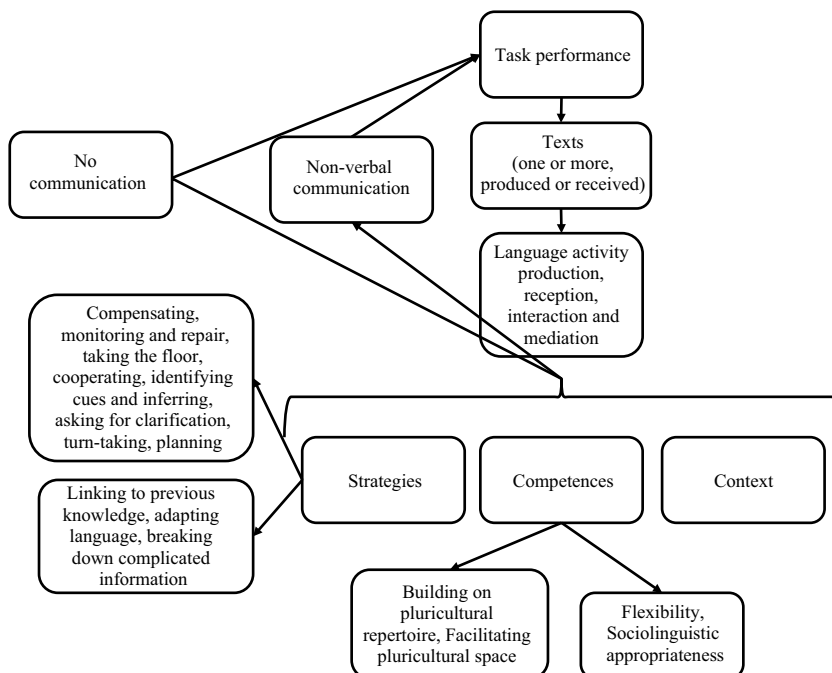 Task performance
No
communication
Non-verbal
communication
Texts
(one or more,
produced or received)
Language activity
production,
reception,
interaction and
mediation
Compensating,
monitoring and repair,
taking the floor,
cooperating, identifying
cues and inferring,
asking for clarification,
turn-taking, planning
Strategies
Competences
Context
Linking to previous
knowledge, adapting
language, breaking
down complicated
information
Building on
pluricultural
repertoire, Facilitating
pluricultural space
Flexibility,
Sociolinguistic
appropriateness